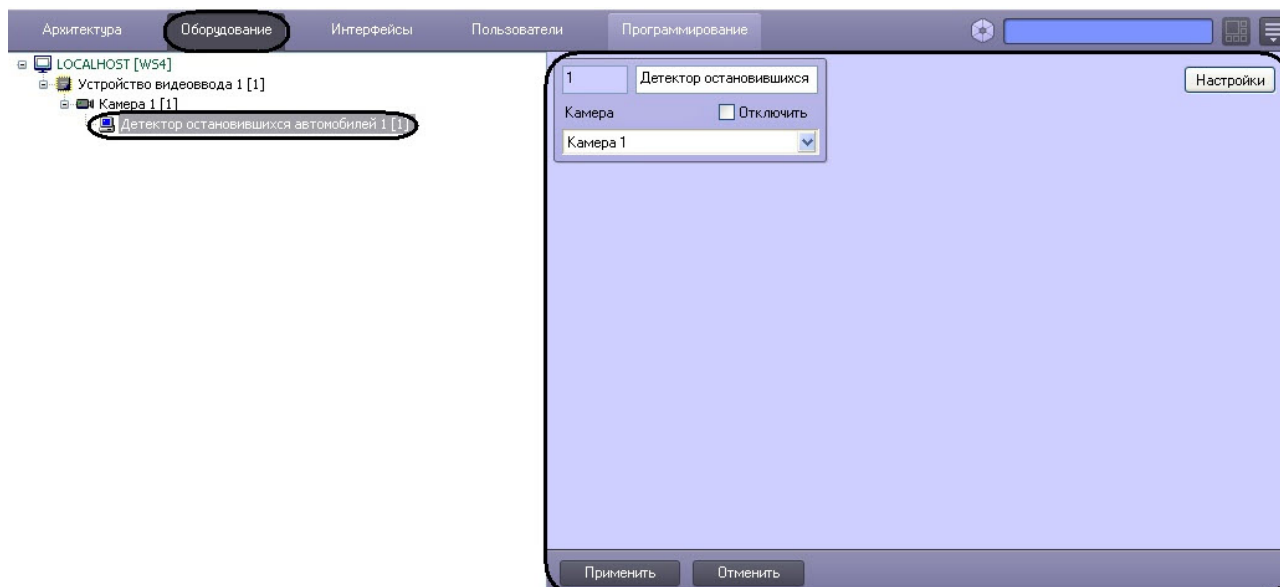 Архитектура Оборудование Интерфейсы Пользователи Программирование
LOCALHOST [WS4]
Устройство видеоввода 1 [1]
Камера 1 [1]
Детектор остановившихся автомобилей 1 [1]
1 Детектор остановившихся
Настройки
Камера Отключить
Камера 1
Применить Отменить